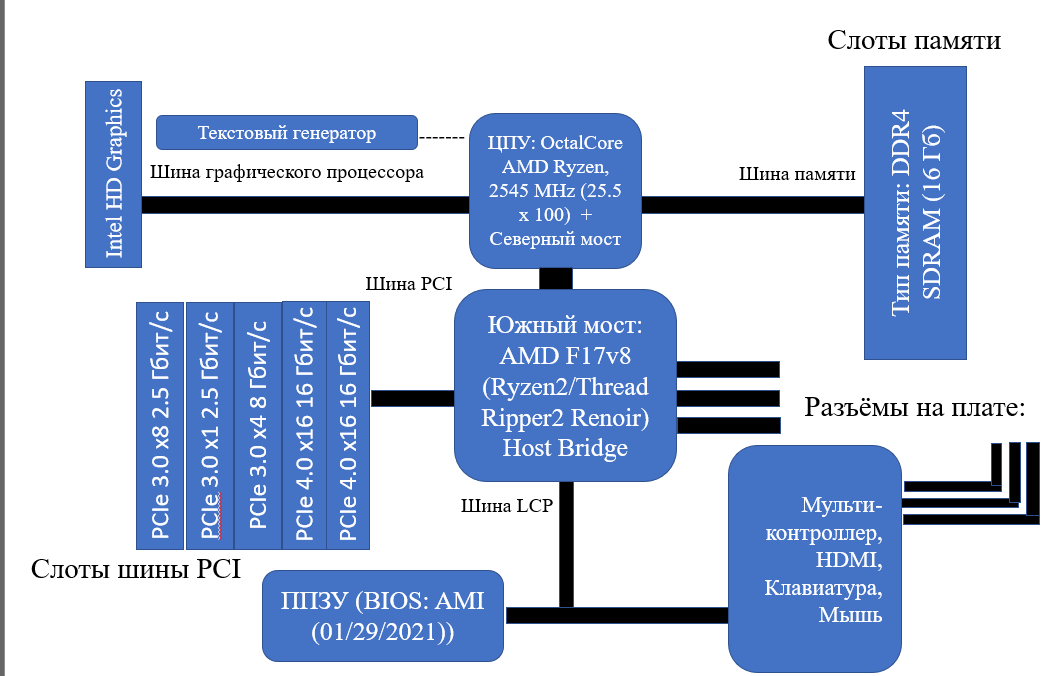 Слоты памяти
Intel HD Graphics
Текстовый генератор
Шина графического процессора
ЦПУ: OctalCore
AMD Ryzen,
2545 MHz (25.5
x 100)  +
Северный мост
Шина памяти
Тип памяти: DDR4
SDRAM (16 Гб)
Шина PCI
PCIe 3.0 x8 2.5 Гбит/с
PCIe 3.0 x1 2.5 Гбит/с
PCIe 3.0 x4 8 Гбит/с
PCIe 4.0 x16 16 Гбит/с
PCIe 4.0 x16 16 Гбит/с
Южный мост:
AMD F17v8
(Ryzen2/Thread
Ripper2 Renoir)
Host Bridge
Разъёмы на плате:
Шина LCP
Слоты шины PCI
Мульти-
контроллер,
HDMI,
Клавиатура,
Мышь
ППЗУ (BIOS: AMI
(01/29/2021))